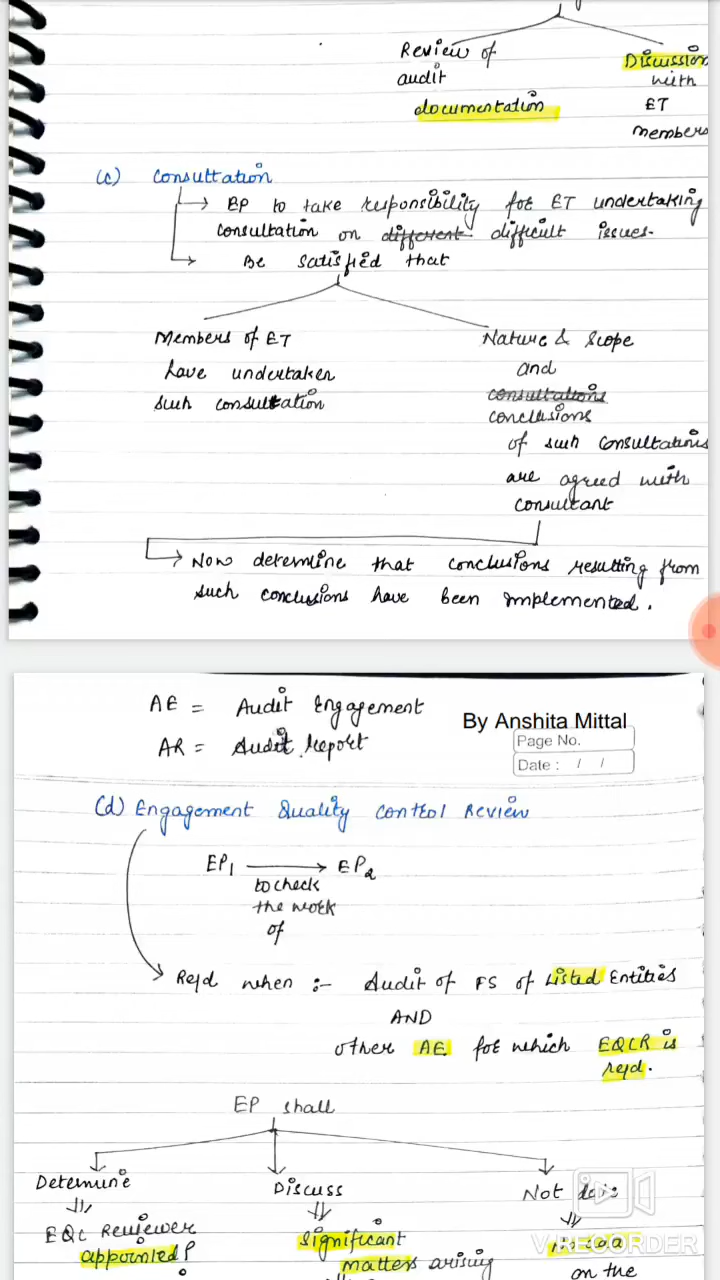 Review of
audit
documentation
Discussion
with
ET
members
(c) Consultation
EP to take responsibility for ET undertaking
consultation on different difficult issues.
Be satisfied that
Members of ET
have undertaken
such consultation
Nature & Scope
and
consultations
conclusions
of such consultations
are agreed with
consultant
Now determine that conclusions resulting from
such conclusions have been implemented.
AE = Audit Engagement
AR = Audit report
By Anshita Mittal
Page No.
Date : / /
(d) Engagement Quality Control Review
EP1 → EP2
to check
the work
of
Reqd when :- Audit of FS of Listed Entities
AND
other AE for which EQCR is
reqd.
EP shall
Determine
EQC Reviewer
appointed?
Discuss
Significant
matters arising
Not
on the
V RECORDER